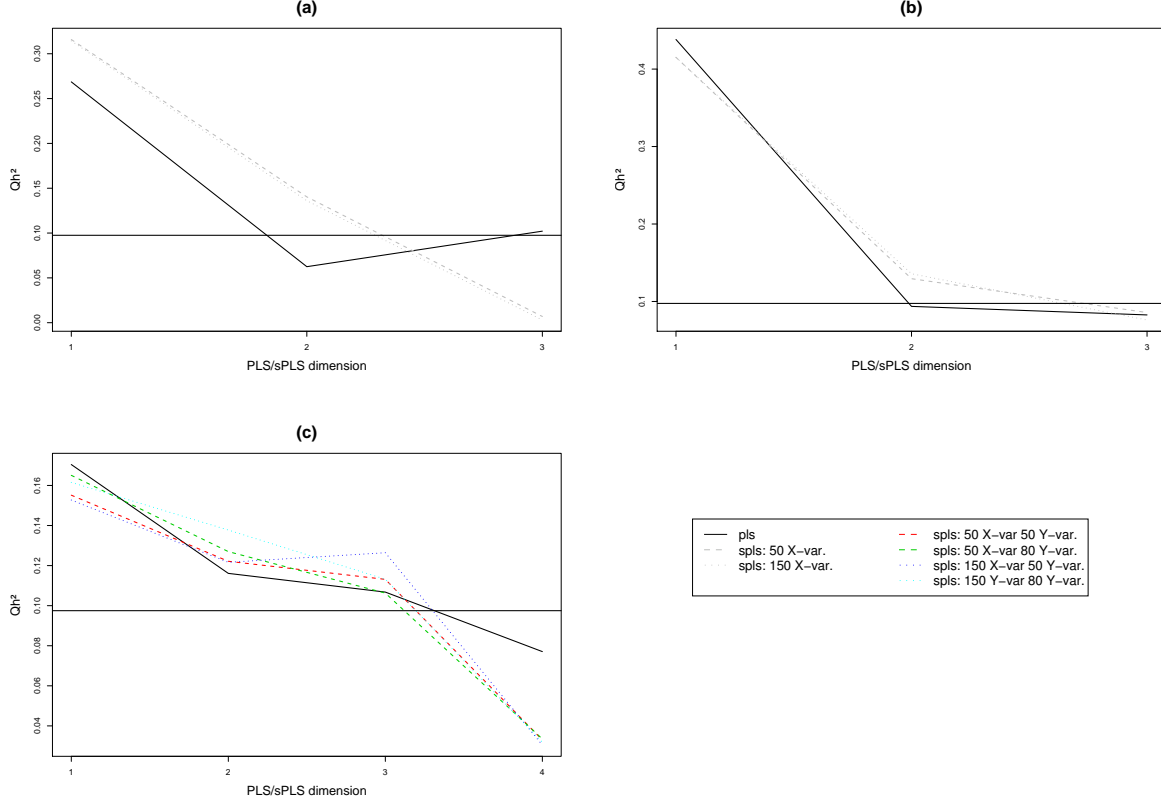 (a)
Qh²
0.00 0.05 0.10 0.15 0.20 0.25 0.30
1 2 3
PLS/sPLS dimension
(b)
Qh²
0.1 0.2 0.3 0.4
1 2 3
PLS/sPLS dimension
(c)
Qh²
0.04 0.06 0.08 0.10 0.12 0.14 0.16
1 2 3 4
PLS/sPLS dimension
pls
spls: 50 X−var.
spls: 150 X−var.
spls: 50 X−var 50 Y−var.
spls: 50 X−var 80 Y−var.
spls: 150 X−var 50 Y−var.
spls: 150 Y−var 80 Y−var.